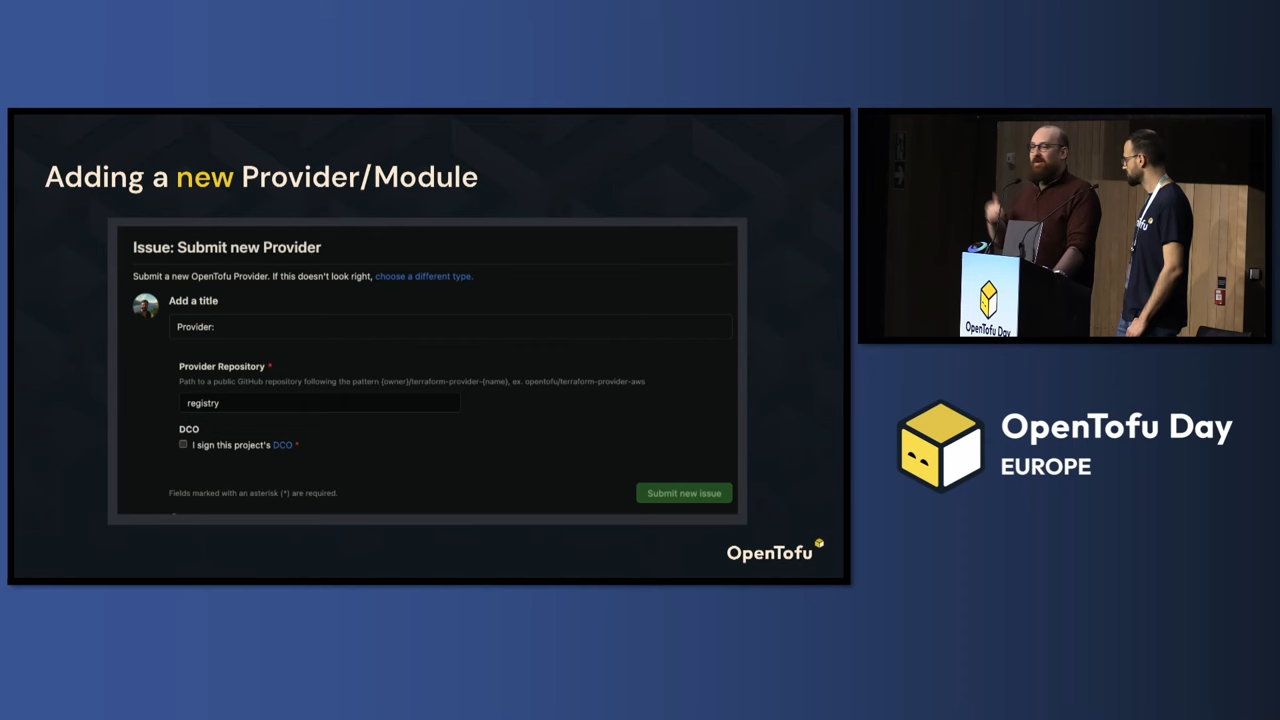 Adding a new Provider/Module
Issue: Submit new Provider
Submit a new OpenTofu Provider. If this doesn't look right, choose a different type.
Add a title
Provider:
Provider Repository *
Path to a public GitHub repository following the pattern {owner}/terraform-provider-{name}, ex. opentofu/terraform-provider-aws
registry
DCO
I sign this project's DCO *
Fields marked with an asterisk (*) are required.
Submit new issue
OpenTofu
OpenTofu Day
OpenTofu Day
EUROPE